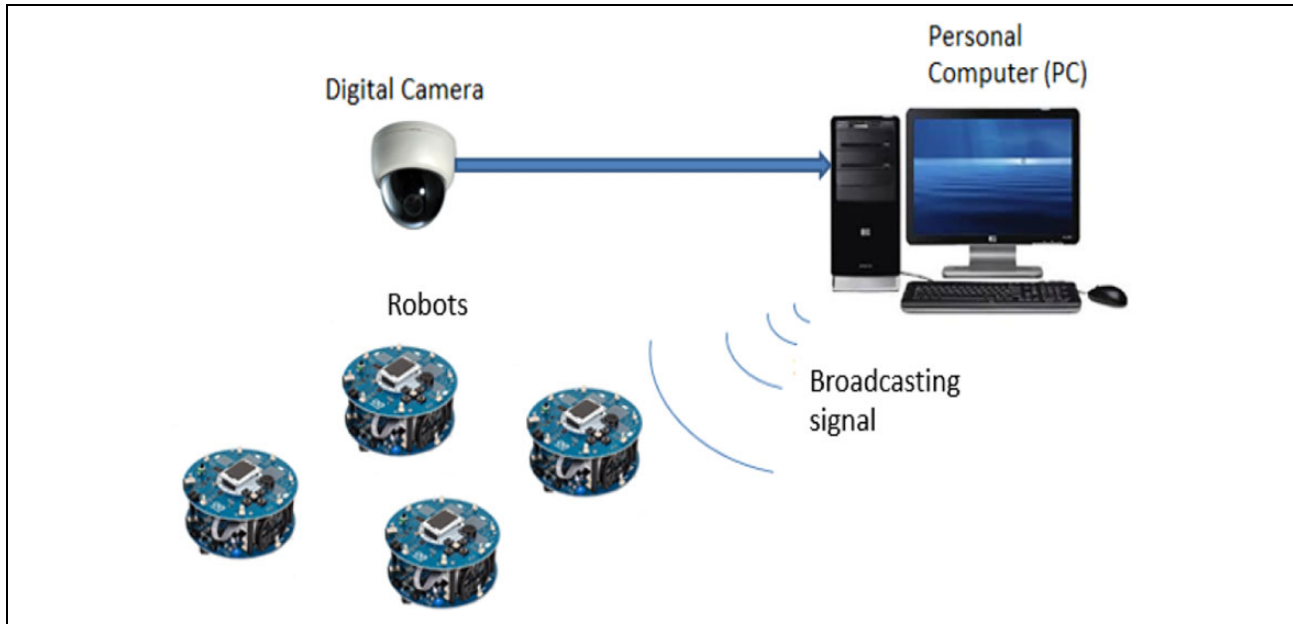 Personal
Computer (PC)
Digital Camera
Robots
Broadcasting
signal